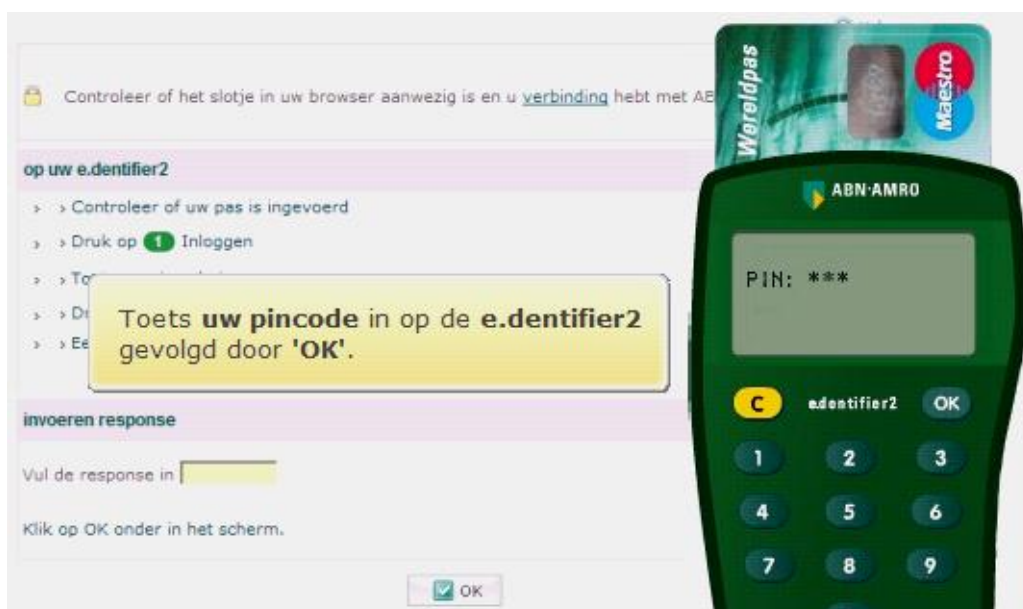 Controleer of het slotje in uw browser aanwezig is en u verbinding hebt met AB
op uw e.dentifier2
> > Controleer of uw pas is ingevoerd
> > Druk op 1 Inloggen
> > To
> > Dr
> > Ee
Toets uw pincode in op de e.dentifier2
gevolgd door 'OK'.
invoeren response
Vul de response in
Klik op OK onder in het scherm.
OK
Wereldpas
Maestro
ABN·AMRO
PIN: ***
C e.dentifier2 OK
1 2 3
4 5 6
7 8 9